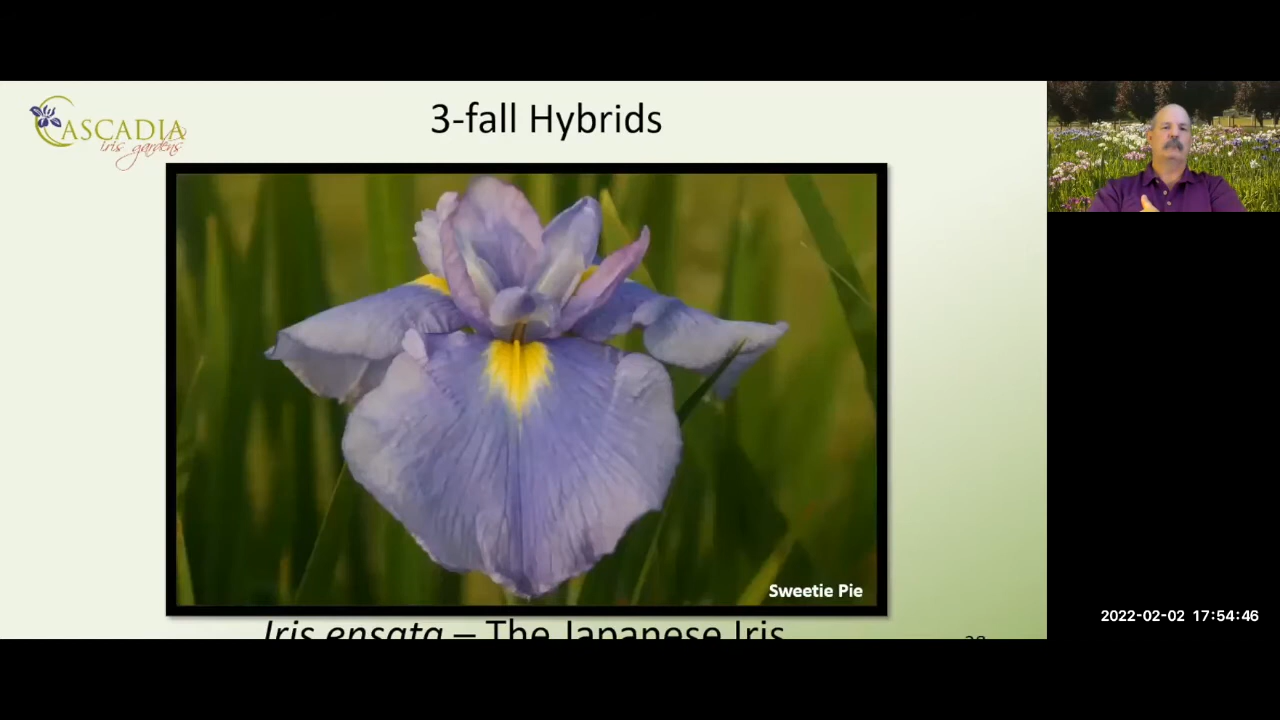 CASCADIA
iris gardens
3-fall Hybrids
Sweetie Pie
Iris ensata – The Japanese Iris
2022-02-02 17:54:46